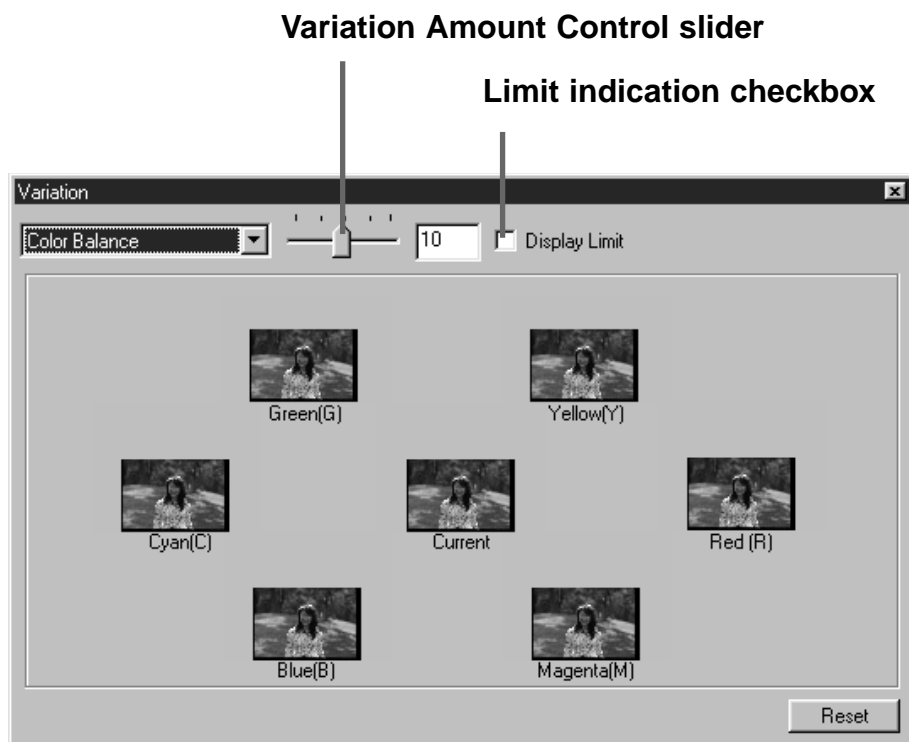 Variation Amount Control slider
Limit indication checkbox
Variation
Color Balance
10
Display Limit
Green(G)
Yellow(Y)
Cyan(C)
Current
Red (R)
Blue(B)
Magenta(M)
Reset